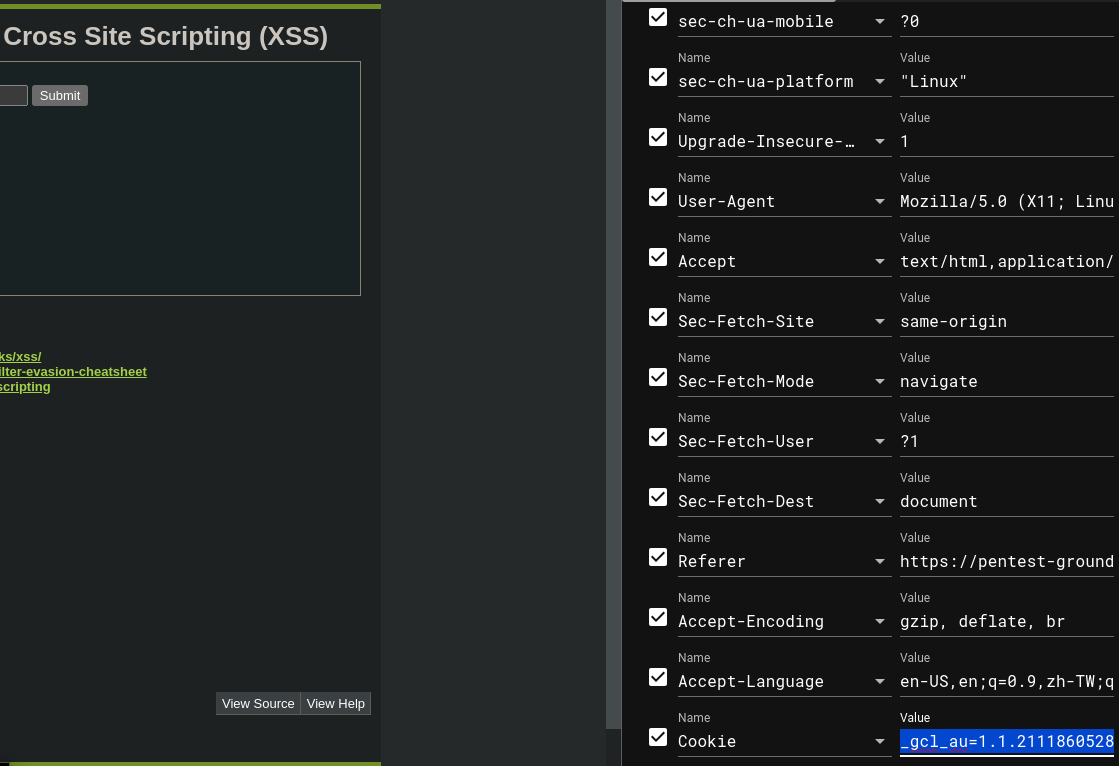 Cross Site Scripting (XSS)
Submit
ks/xss/
ilter-evasion-cheatsheet
scripting
View Source View Help
sec-ch-ua-mobile ?0
Name Value
sec-ch-ua-platform "Linux"
Name Value
Upgrade-Insecure-… 1
Name Value
User-Agent Mozilla/5.0 (X11; Linu
Name Value
Accept text/html,application/
Name Value
Sec-Fetch-Site same-origin
Name Value
Sec-Fetch-Mode navigate
Name Value
Sec-Fetch-User ?1
Name Value
Sec-Fetch-Dest document
Name Value
Referer https://pentest-ground
Name Value
Accept-Encoding gzip, deflate, br
Name Value
Accept-Language en-US,en;q=0.9,zh-TW;q
Name Value
Cookie _gcl_au=1.1.2111860528